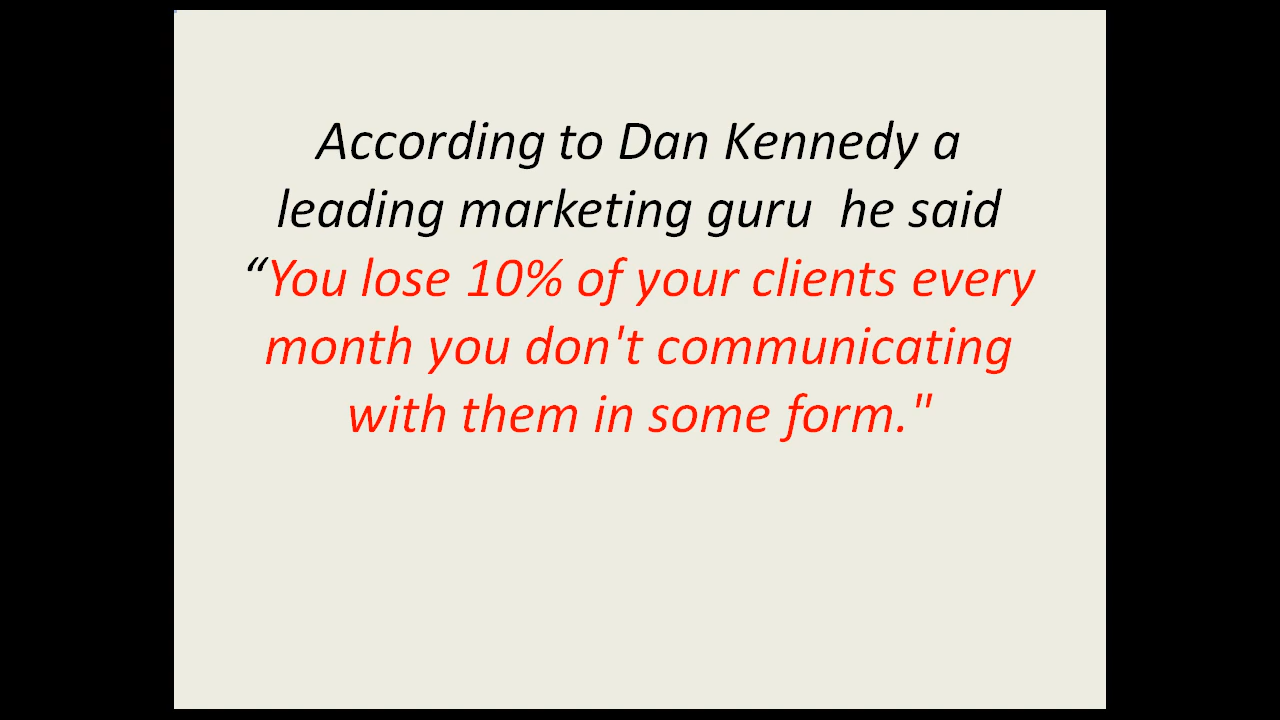 According to Dan Kennedy a
leading marketing guru  he said
“You lose 10% of your clients every
month you don't communicating
with them in some form."